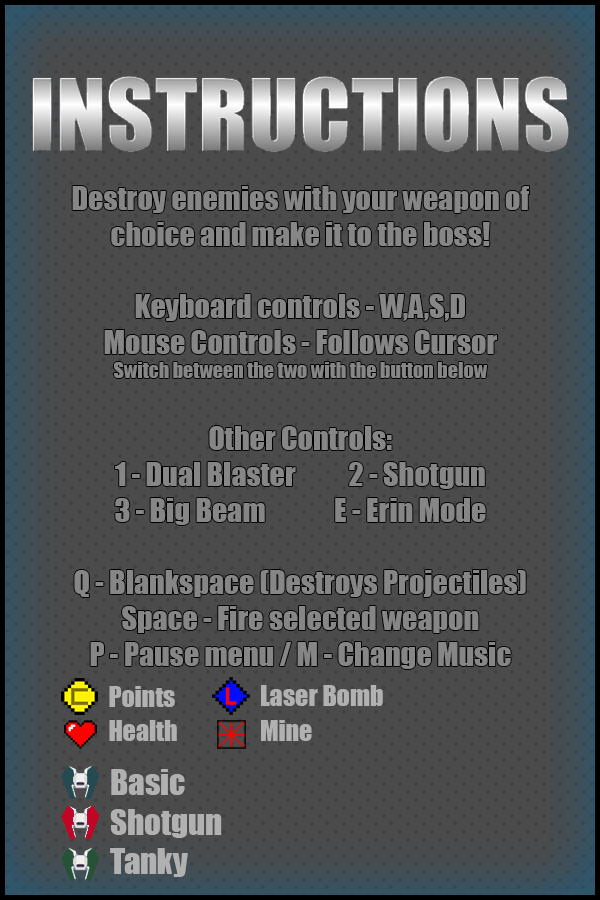 INSTRUCTIONS
Destroy enemies with your weapon of
choice and make it to the boss!
Keyboard controls - W,A,S,D
Mouse Controls - Follows Cursor
Switch between the two with the button below
Other Controls:
1 - Dual Blaster 2 - Shotgun
3 - Big Beam E - Erin Mode
Q - Blankspace (Destroys Projectiles)
Space - Fire selected weapon
P - Pause menu / M - Change Music
C Points L Laser Bomb
Health Mine
Basic
Shotgun
Tanky